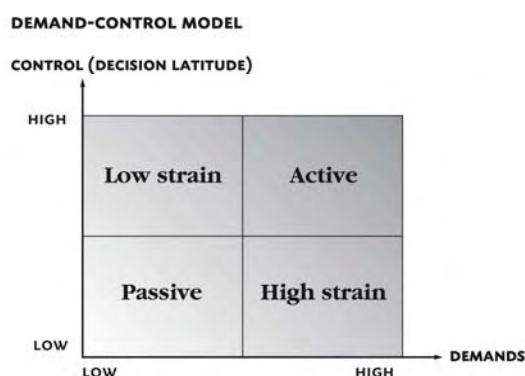 DEMAND-CONTROL MODEL
CONTROL (DECISION LATITUDE)
HIGH
Low strain
Active
Passive
High strain
LOW
DEMANDS
LOW
HIGH